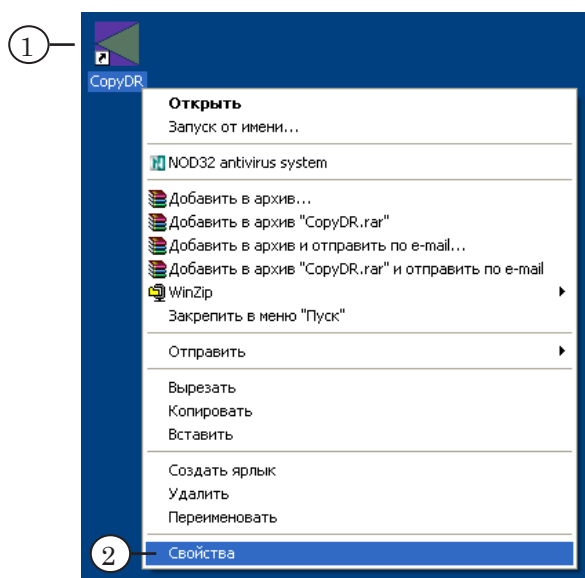 1
CopyDR
Открыть
Запуск от имени...
NOD32 antivirus system
Добавить в архив...
Добавить в архив "CopyDR.rar"
Добавить в архив и отправить по e-mail...
Добавить в архив "CopyDR.rar" и отправить по e-mail
WinZip
Закрепить в меню "Пуск"
Отправить
Вырезать
Копировать
Вставить
Создать ярлык
Удалить
Переименовать
2
Свойства